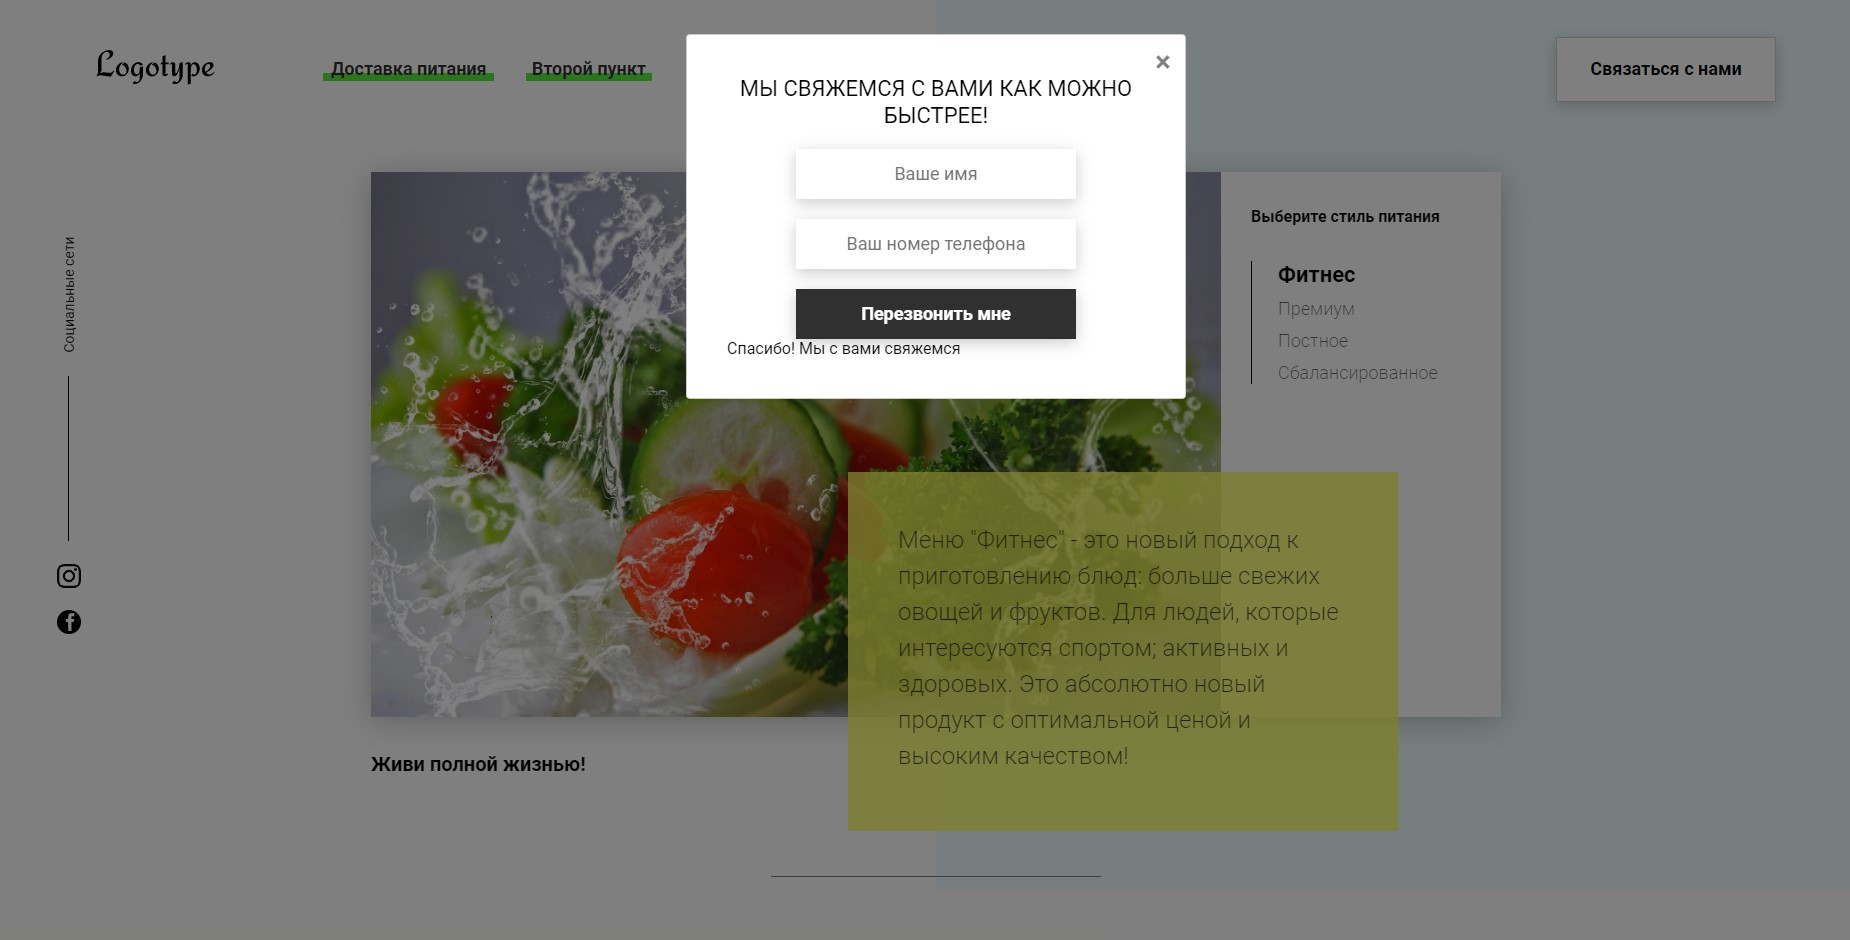 Logotype
Доставка питания
Второй пункт
Связаться с нами
×
МЫ СВЯЖЕМСЯ С ВАМИ КАК МОЖНО
БЫСТРЕЕ!
Ваше имя
Ваш номер телефона
Перезвонить мне
Спасибо! Мы с вами свяжемся
Социальные сети
Выберите стиль питания
Фитнес
Премиум
Постное
Сбалансированное
Меню "Фитнес" - это новый подход к
приготовлению блюд: больше свежих
овощей и фруктов. Для людей, которые
интересуются спортом; активных и
здоровых. Это абсолютно новый
продукт с оптимальной ценой и
высоким качеством!
Живи полной жизнью!